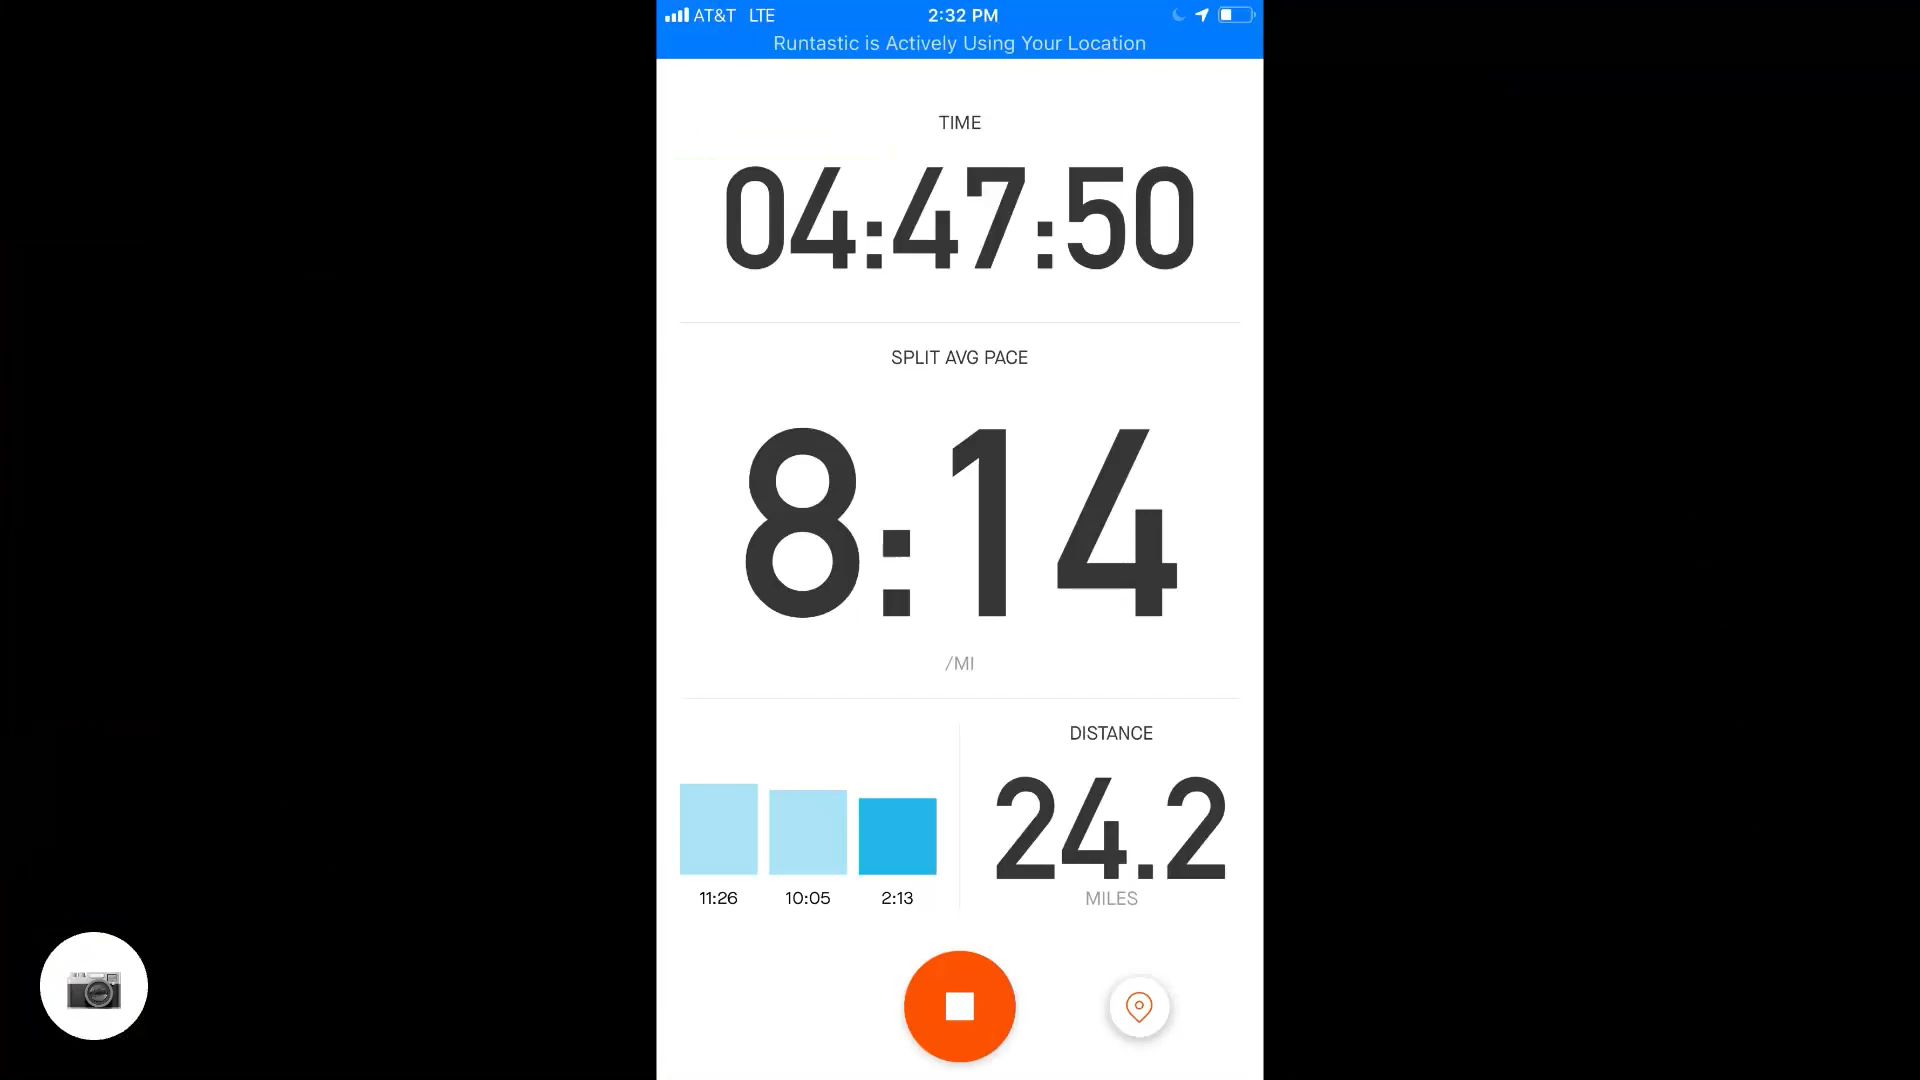 AT&T LTE 2:32 PM
Runtastic is Actively Using Your Location
TIME
04:47:50
SPLIT AVG PACE
8:14
/MI
DISTANCE
24.2
MILES
11:26 10:05 2:13